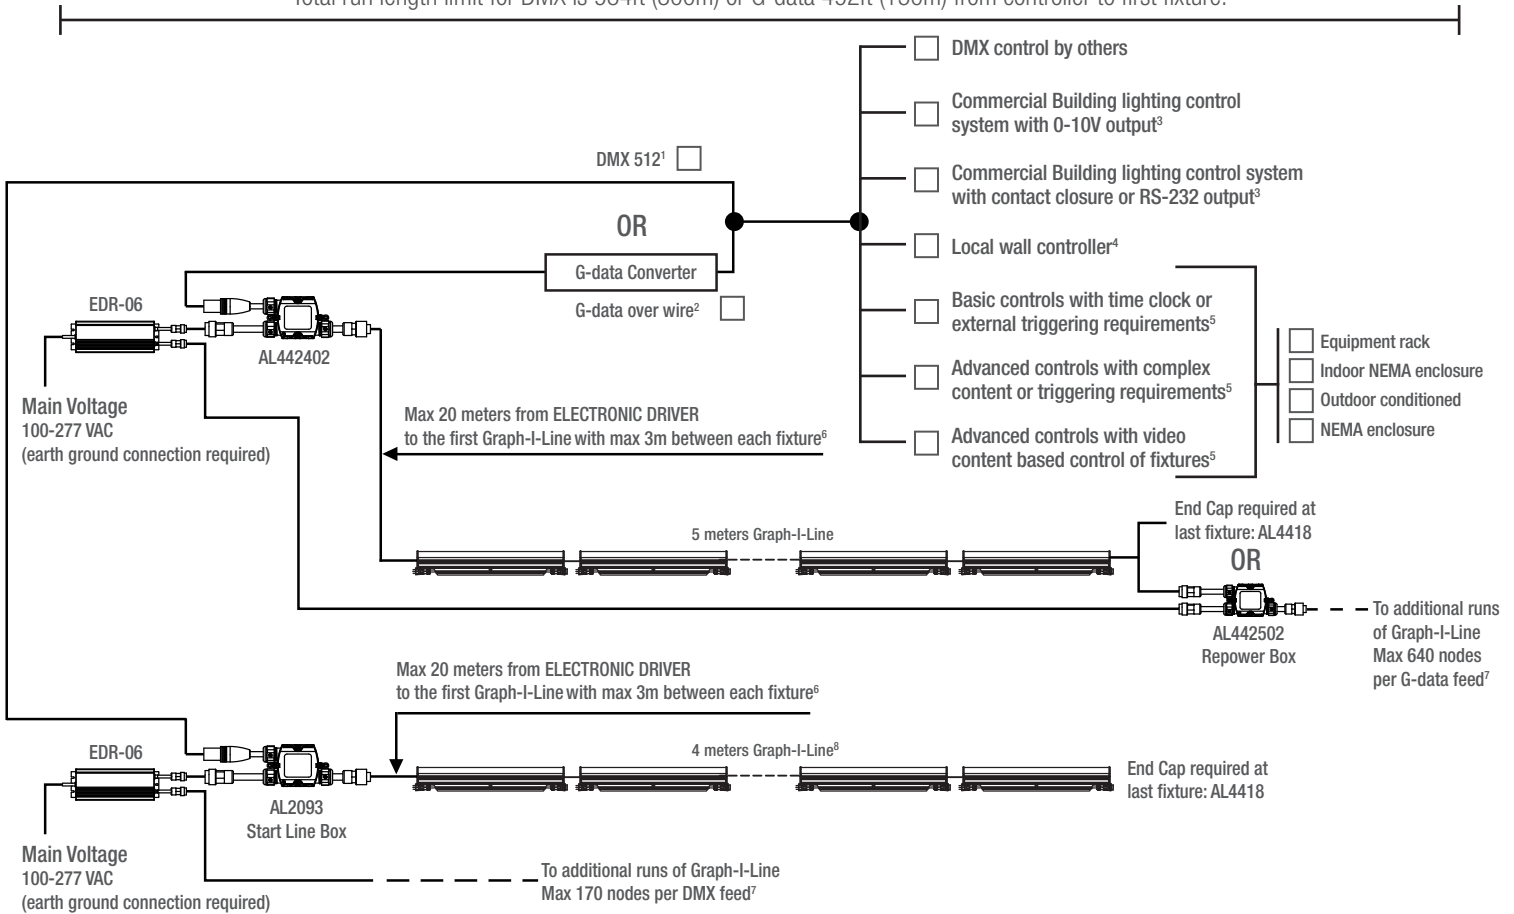 Total run length limit for DMX is 984ft (300m) or G-data 492ft (150m) from controller to first fixture.
DMX control by others
Commercial Building lighting control
system with 0-10V output³
DMX 512¹
Commercial Building lighting control system
with contact closure or RS-232 output³
OR
Local wall controller⁴
G-data Converter
G-data over wire²
EDR-06
AL442402
Basic controls with time clock or
external triggering requirements⁵
Advanced controls with complex
content or triggering requirements⁵
Advanced controls with video
content based control of fixtures⁵
Equipment rack
Indoor NEMA enclosure
Outdoor conditioned
NEMA enclosure
Main Voltage
100-277 VAC
(earth ground connection required)
Max 20 meters from ELECTRONIC DRIVER
to the first Graph-I-Line with max 3m between each fixture⁶
5 meters Graph-I-Line
End Cap required at
last fixture: AL4418
OR
AL442502
Repower Box
To additional runs
of Graph-I-Line
Max 640 nodes
per G-data feed⁷
Max 20 meters from ELECTRONIC DRIVER
to the first Graph-I-Line with max 3m between each fixture⁶
EDR-06
AL2093
Start Line Box
4 meters Graph-I-Line⁸
End Cap required at
last fixture: AL4418
Main Voltage
100-277 VAC
(earth ground connection required)
To additional runs of Graph-I-Line
Max 170 nodes per DMX feed⁷